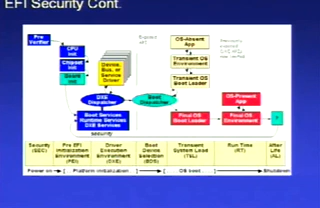 EFI Security Cont.
Pre
Verifier
CPU
Init
Chipset
Init
Board
Init
Device,
Bus, or
Service
Driver
DXE
Dispatcher
Boot Services
Runtime Services
DXE Services
Boot
Dispatcher
OS-Absent
App
Transient OS
Environment
Transient OS
Boot Loader
Final OS
Boot Loader
OS-Present
App
Final OS
Environment
?
security
Security
(SEC)
Pre EFI
Initialization
Environment
(PEI)
Driver
Execution
Environment
(DXE)
Boot
Device
Selection
(BDS)
Transient
System Load
(TSL)
Run Time
(RT)
After
Life
(AL)
Power on
Platform initialization
OS boot
Shutdown